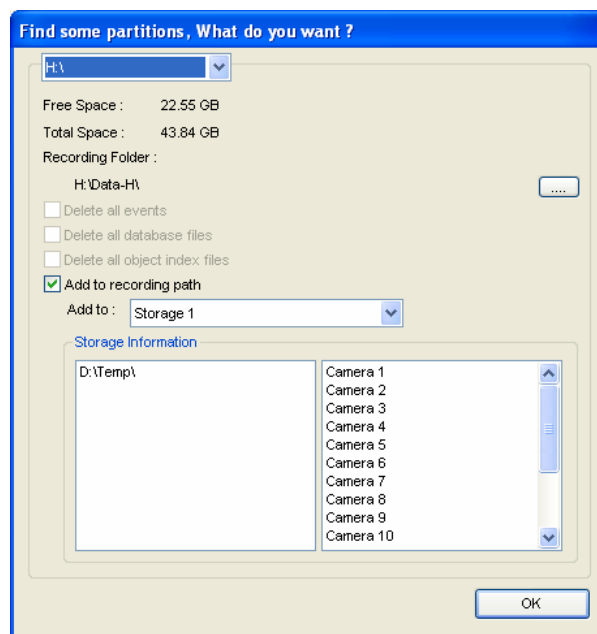 Find some partitions, What do you want ?
H:\
Free Space : 22.55 GB
Total Space : 43.84 GB
Recording Folder :
H:\Data-H\
....
Delete all events
Delete all database files
Delete all object index files
Add to recording path
Add to : Storage 1
Storage Information
D:\Temp\
Camera 1
Camera 2
Camera 3
Camera 4
Camera 5
Camera 6
Camera 7
Camera 8
Camera 9
Camera 10
OK